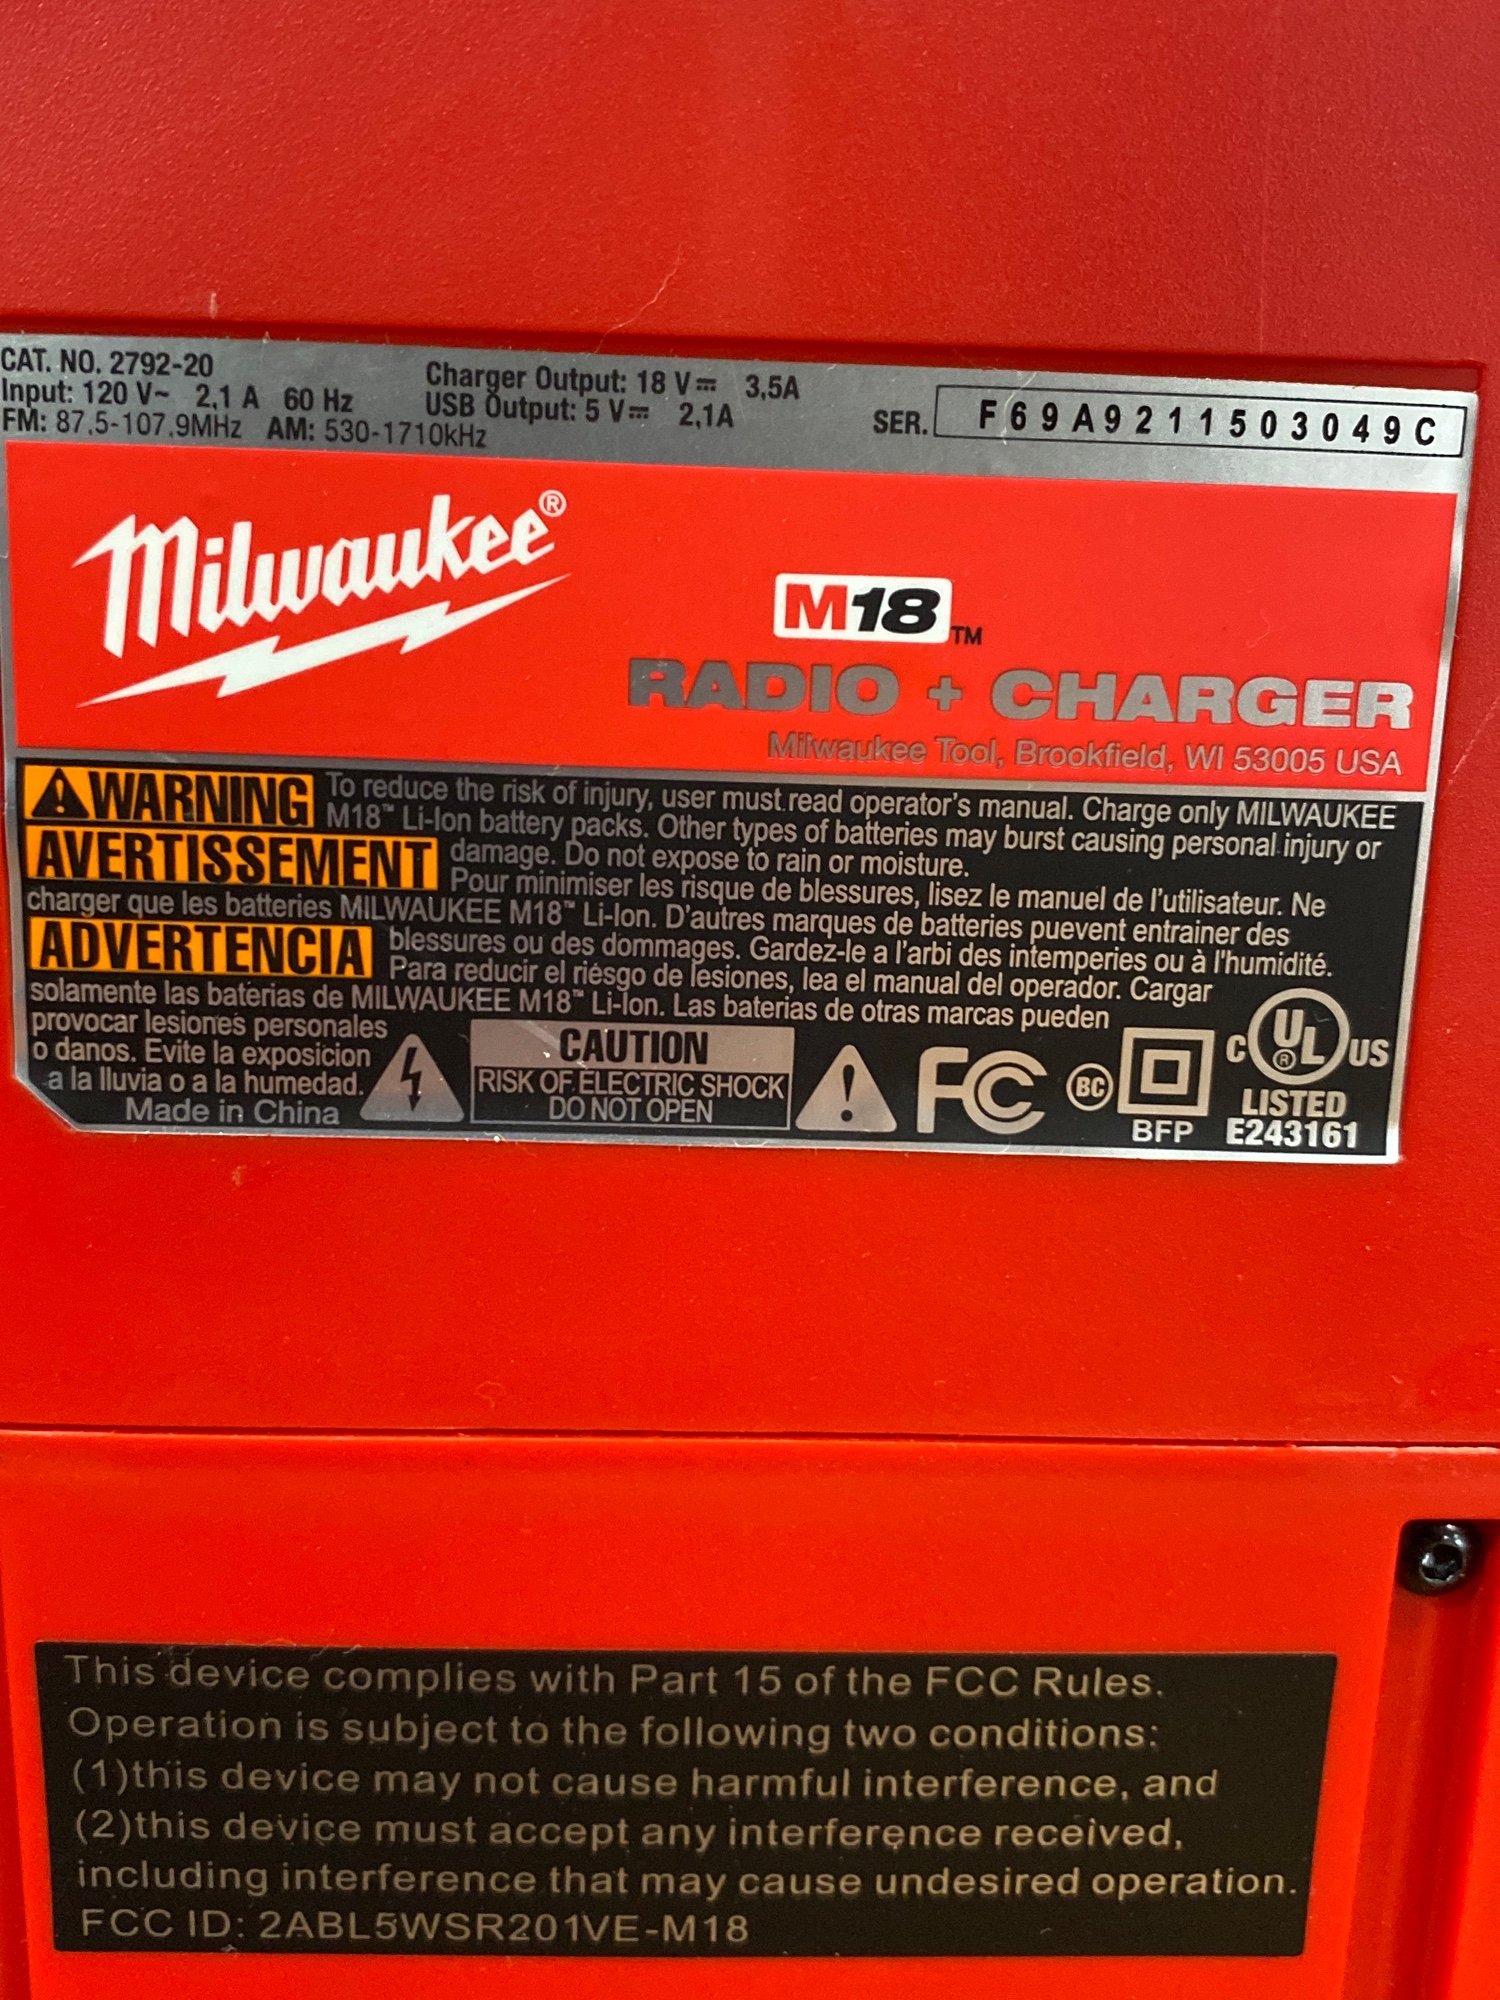 CAT. NO. 2792-20
Input: 120 V~ 2,1 A 60 Hz
FM: 87,5-107,9MHz AM: 530-1710kHz
Charger Output: 18 V⎓ 3,5A
USB Output: 5 V⎓ 2,1A
SER. F69A9211503049C
Milwaukee®
M18™
RADIO + CHARGER
Milwaukee Tool, Brookfield, WI 53005 USA
WARNING To reduce the risk of injury, user must read operator's manual. Charge only MILWAUKEE
M18™ Li-Ion battery packs. Other types of batteries may burst causing personal injury or
damage. Do not expose to rain or moisture.
AVERTISSEMENT Pour minimiser les risque de blessures, lisez le manuel de l'utilisateur. Ne
charger que les batteries MILWAUKEE M18™ Li-Ion. D'autres marques de batteries puevent entrainer des
blessures ou des dommages. Gardez-le a l'arbi des intemperies ou à l'humidité.
ADVERTENCIA Para reducir el riesgo de lesiones, lea el manual del operador. Cargar
solamente las baterias de MILWAUKEE M18™ Li-Ion. Las baterias de otras marcas pueden
provocar lesiones personales
o danos. Evite la exposicion
a la lluvia o a la humedad.
Made in China
CAUTION
RISK OF ELECTRIC SHOCK
DO NOT OPEN
FC
BC
BFP
C UL® US
LISTED
E243161
This device complies with Part 15 of the FCC Rules.
Operation is subject to the following two conditions:
(1)this device may not cause harmful interference, and
(2)this device must accept any interference received,
including interference that may cause undesired operation.
FCC ID: 2ABL5WSR201VE-M18